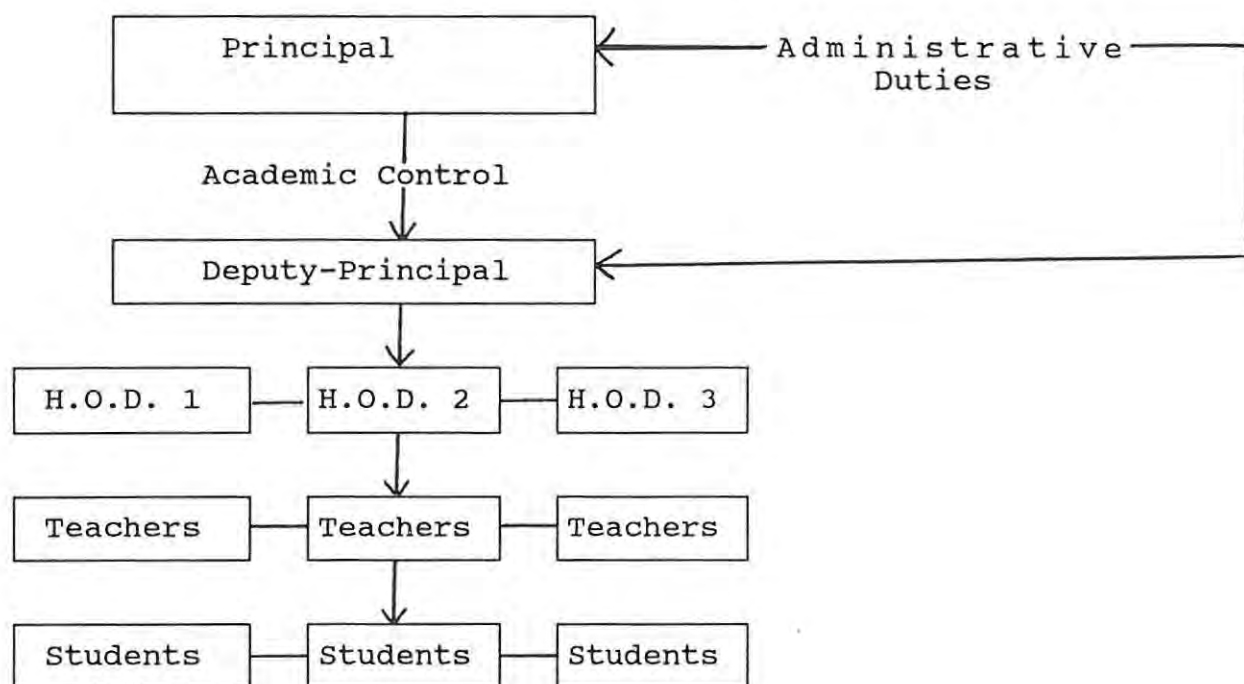 Principal
Administrative
Duties
Academic Control
Deputy-Principal
H.O.D. 1 H.O.D. 2 H.O.D. 3
Teachers Teachers Teachers
Students Students Students